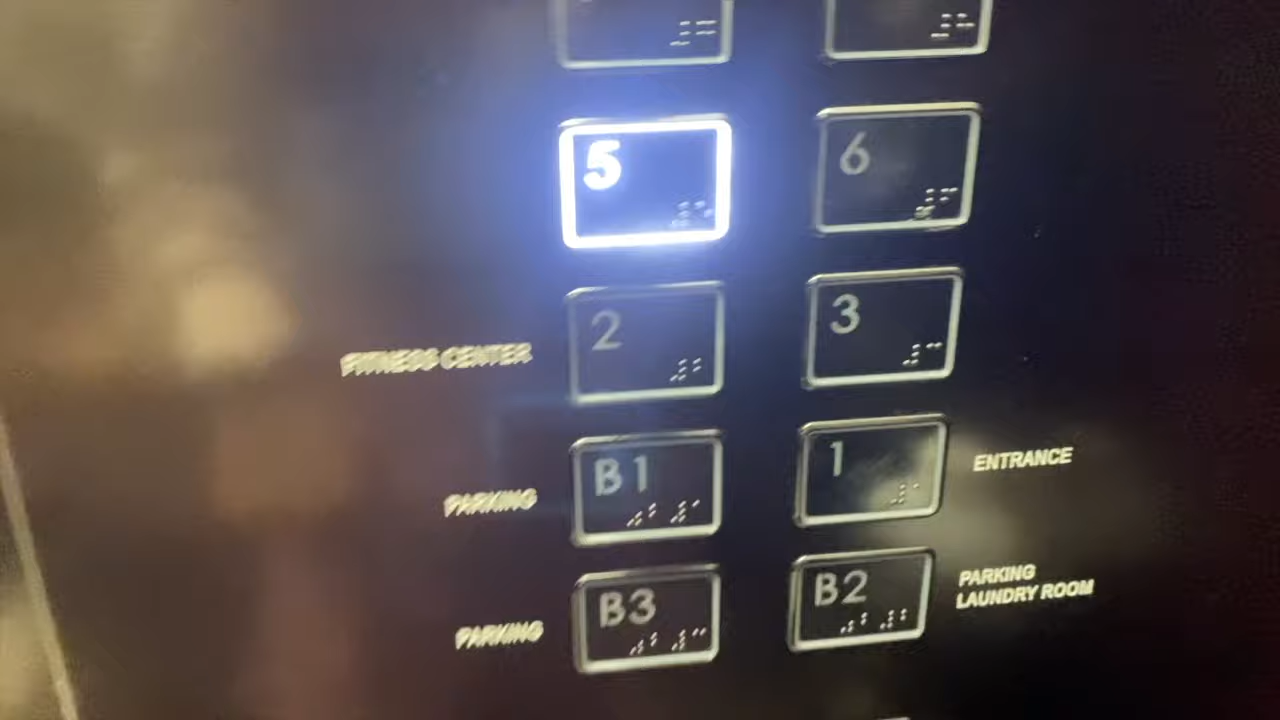 5
6
FITNESS CENTER
2
3
PARKING
B1
1
ENTRANCE
PARKING
B3
B2
PARKING
LAUNDRY ROOM